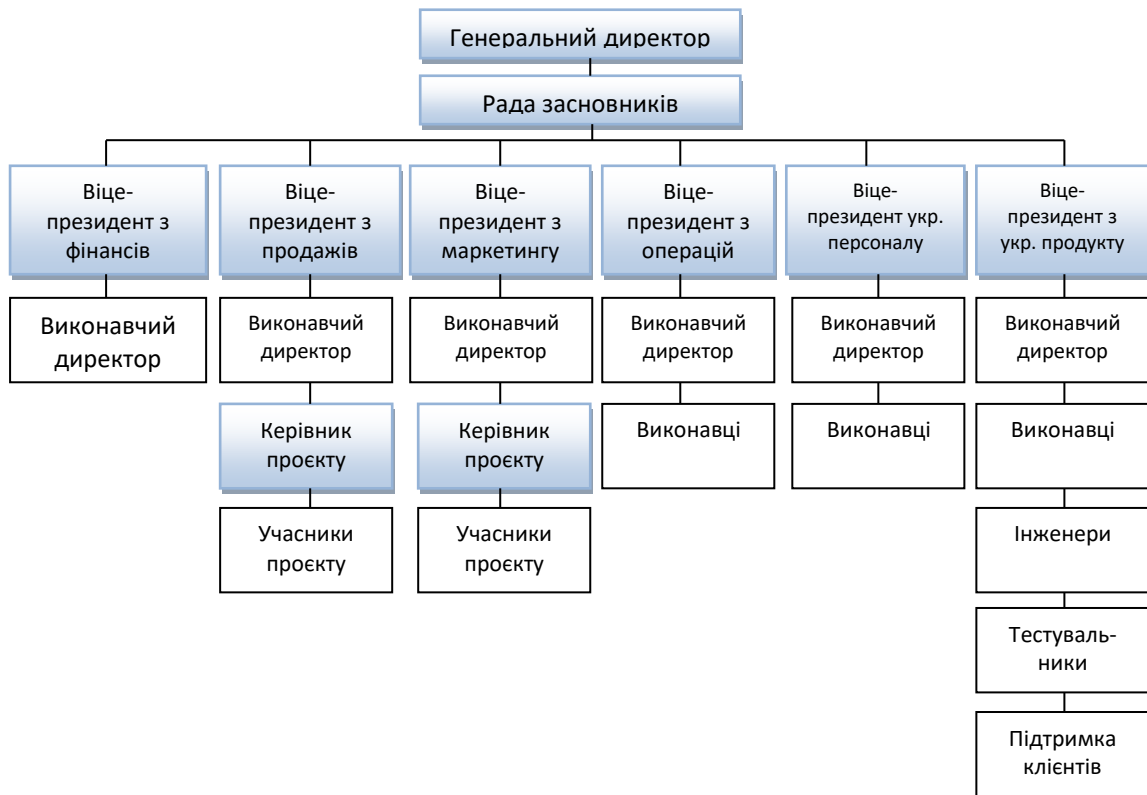 Генеральний директор
Рада засновників
Віце-
президент з
фінансів
Віце-
президент з
продажів
Віце-
президент з
маркетингу
Віце-
президент з
операцій
Віце-
президент укр.
персоналу
Віце-
президент з
укр. продукту
Виконавчий
директор
Виконавчий
директор
Виконавчий
директор
Виконавчий
директор
Виконавчий
директор
Виконавчий
директор
Керівник
проєкту
Керівник
проєкту
Виконавці
Виконавці
Виконавці
Учасники
проєкту
Учасники
проєкту
Інженери
Тестуваль-
ники
Підтримка
клієнтів